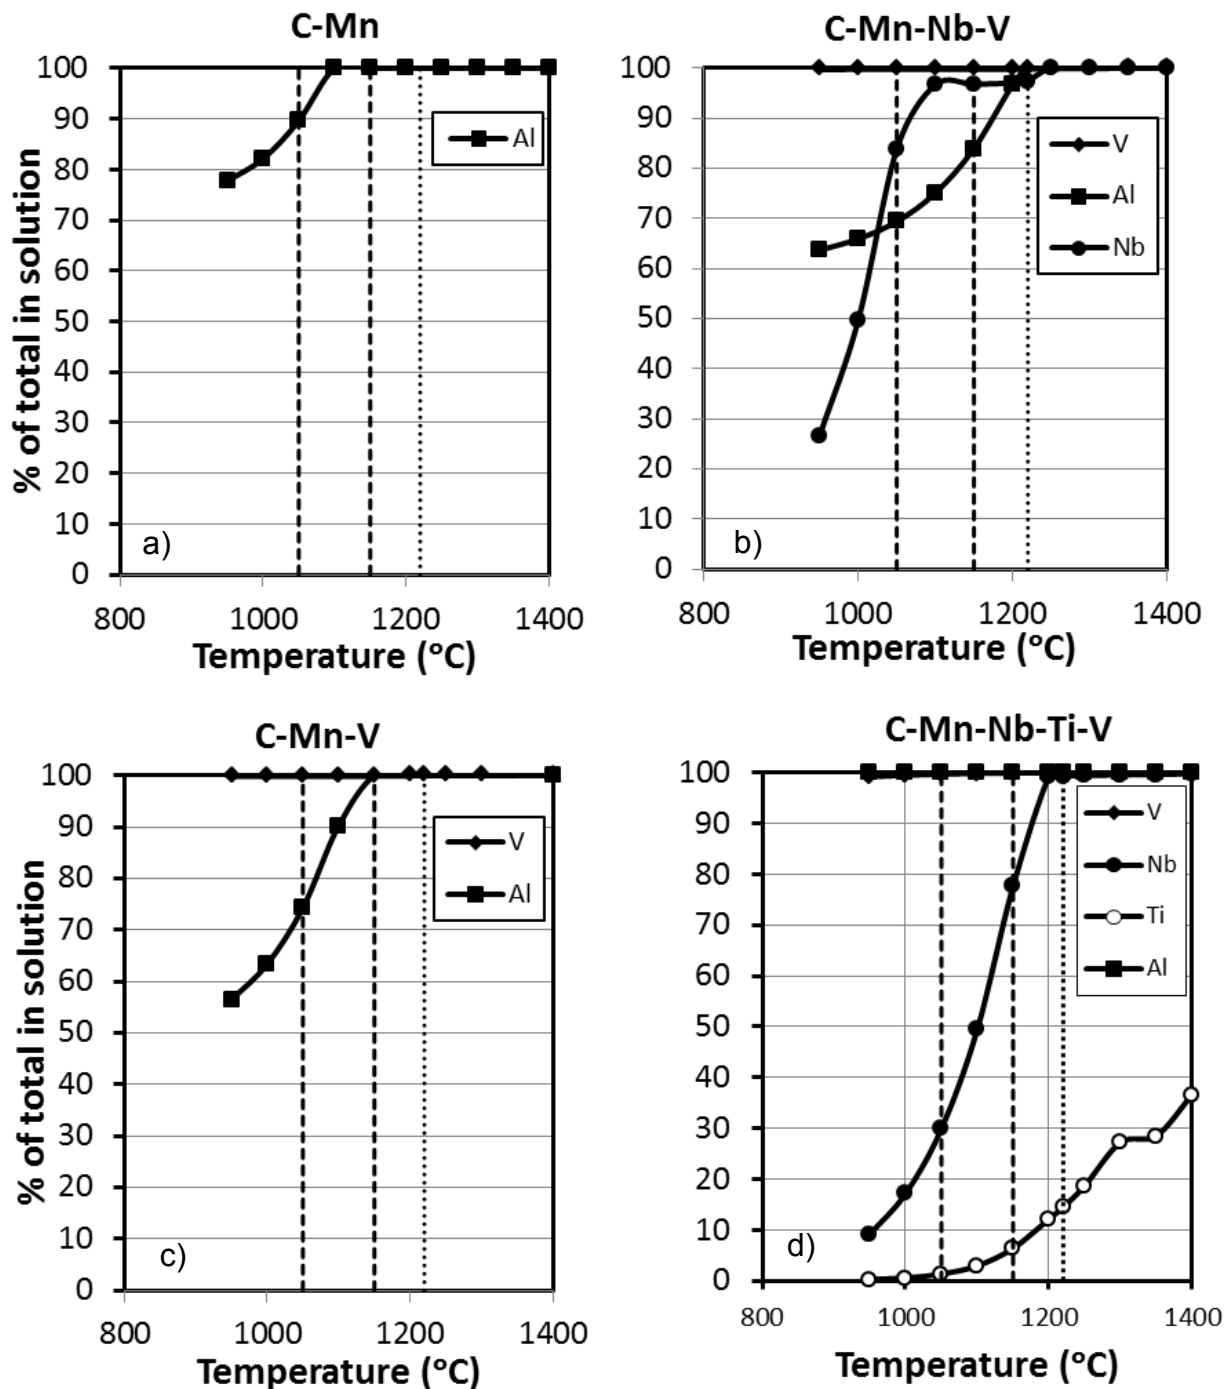 C-Mn
% of total in solution
100
90
80
70
60
50
40
30
20
10
0
Al
a)
800
1000
1200
1400
Temperature (°C)
C-Mn-Nb-V
100
90
80
70
60
50
40
30
20
10
0
V
Al
Nb
b)
800
1000
1200
1400
Temperature (°C)
C-Mn-V
% of total in solution
100
90
80
70
60
50
40
30
20
10
0
V
Al
c)
800
1000
1200
1400
Temperature (°C)
C-Mn-Nb-Ti-V
100
90
80
70
60
50
40
30
20
10
0
V
Nb
Ti
Al
d)
800
1000
1200
1400
Temperature (°C)